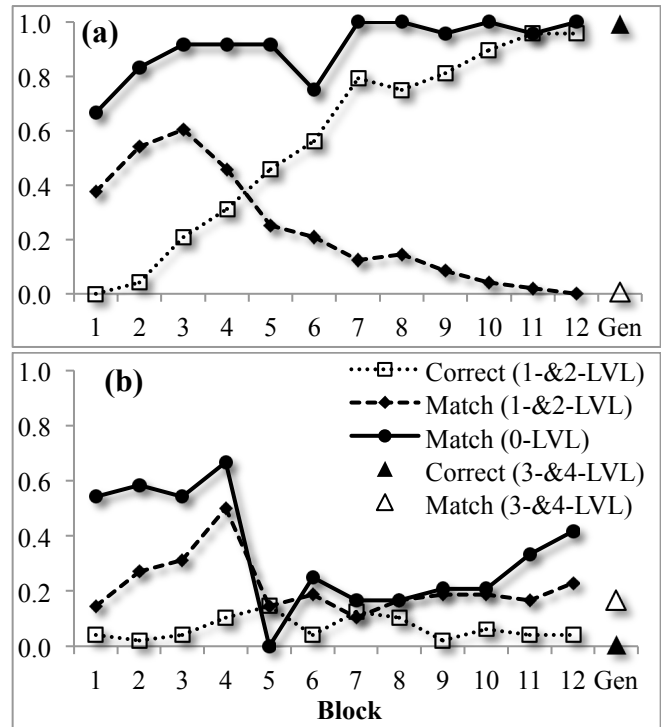 (a)
1.0
0.8
0.6
0.4
0.2
0.0
1 2 3 4 5 6 7 8 9 10 11 12 Gen
(b)
1.0
0.8
0.6
0.4
0.2
0.0
Correct (1-&2-LVL)
Match (1-&2-LVL)
Match (0-LVL)
Correct (3-&4-LVL)
Match (3-&4-LVL)
1 2 3 4 5 6 7 8 9 10 11 12 Gen
Block